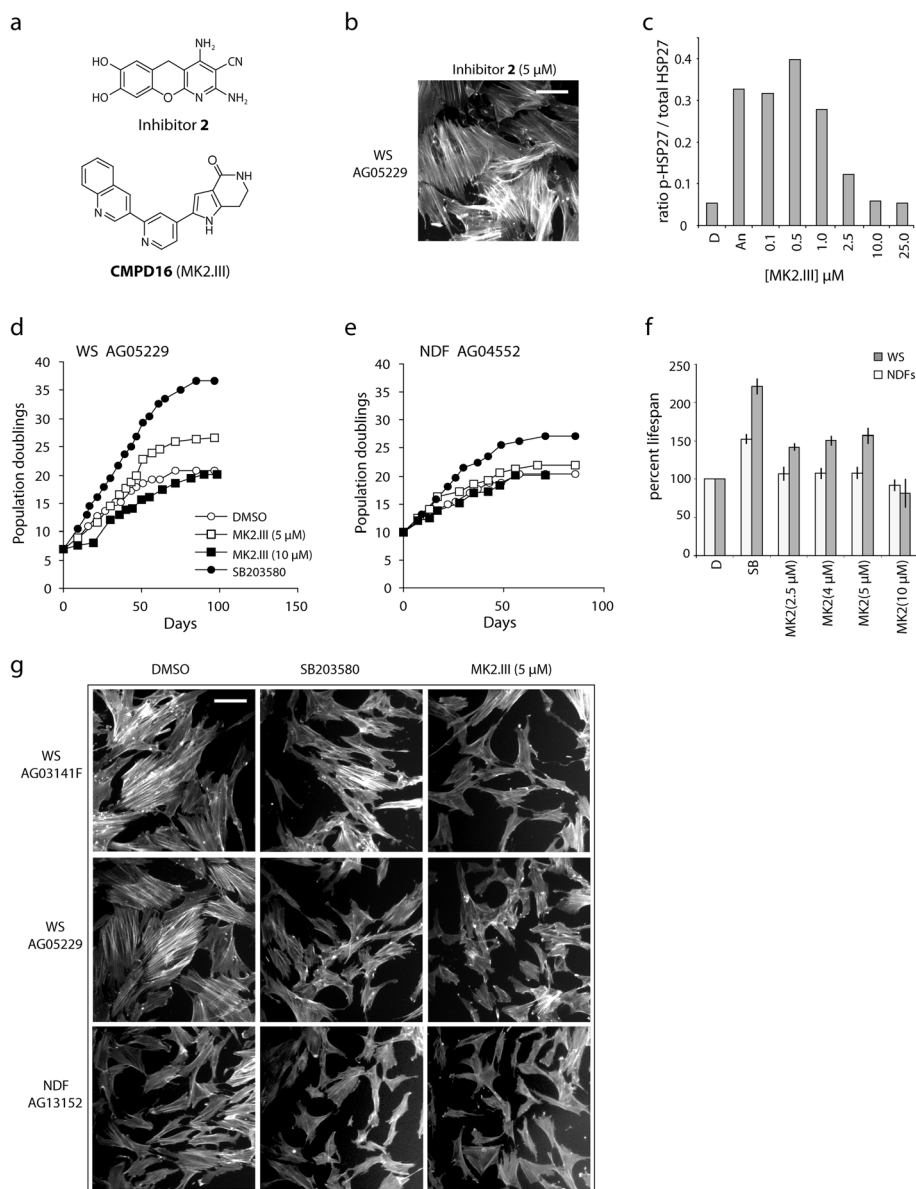 a
NH₂
CN
HO
HO
O
N
NH₂
Inhibitor 2
O
NH
N
N
N
H
CMPD16 (MK2.III)
b
Inhibitor 2 (5 µM)
WS
AG05229
c
ratio p-HSP27 / total HSP27
0.4
0.3
0.2
0.1
0
D
An
0.1
0.5
1.0
2.5
10.0
25.0
[MK2.III] µM
d
WS AG05229
Population doublings
40
35
30
25
20
15
10
5
0
0
50
100
150
Days
DMSO
MK2.III (5 µM)
MK2.III (10 µM)
SB203580
e
NDF AG04552
Population doublings
40
35
30
25
20
15
10
5
0
0
50
100
Days
f
WS
NDFs
percent lifespan
250
200
150
100
50
0
D
SB
MK2(2.5 µM)
MK2(4 µM)
MK2(5 µM)
MK2(10 µM)
g
DMSO
SB203580
MK2.III (5 µM)
WS
AG03141F
WS
AG05229
NDF
AG13152